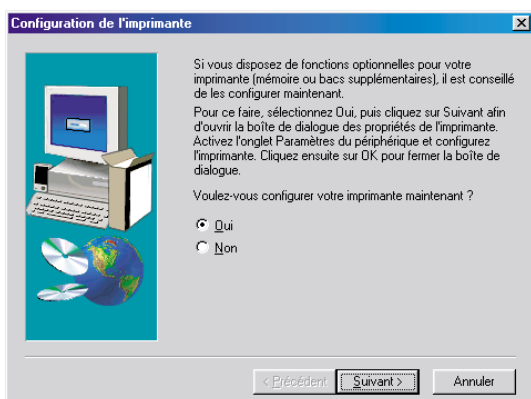 Configuration de l'imprimante
Si vous disposez de fonctions optionnelles pour votre
imprimante (mémoire ou bacs supplémentaires), il est conseillé
de les configurer maintenant.
Pour ce faire, sélectionnez Oui, puis cliquez sur Suivant afin
d'ouvrir la boîte de dialogue des propriétés de l'imprimante.
Activez l'onglet Paramètres du périphérique et configurez
l'imprimante. Cliquez ensuite sur OK pour fermer la boîte de
dialogue.
Voulez-vous configurer votre imprimante maintenant ?
Oui
Non
< Précédent
Suivant >
Annuler